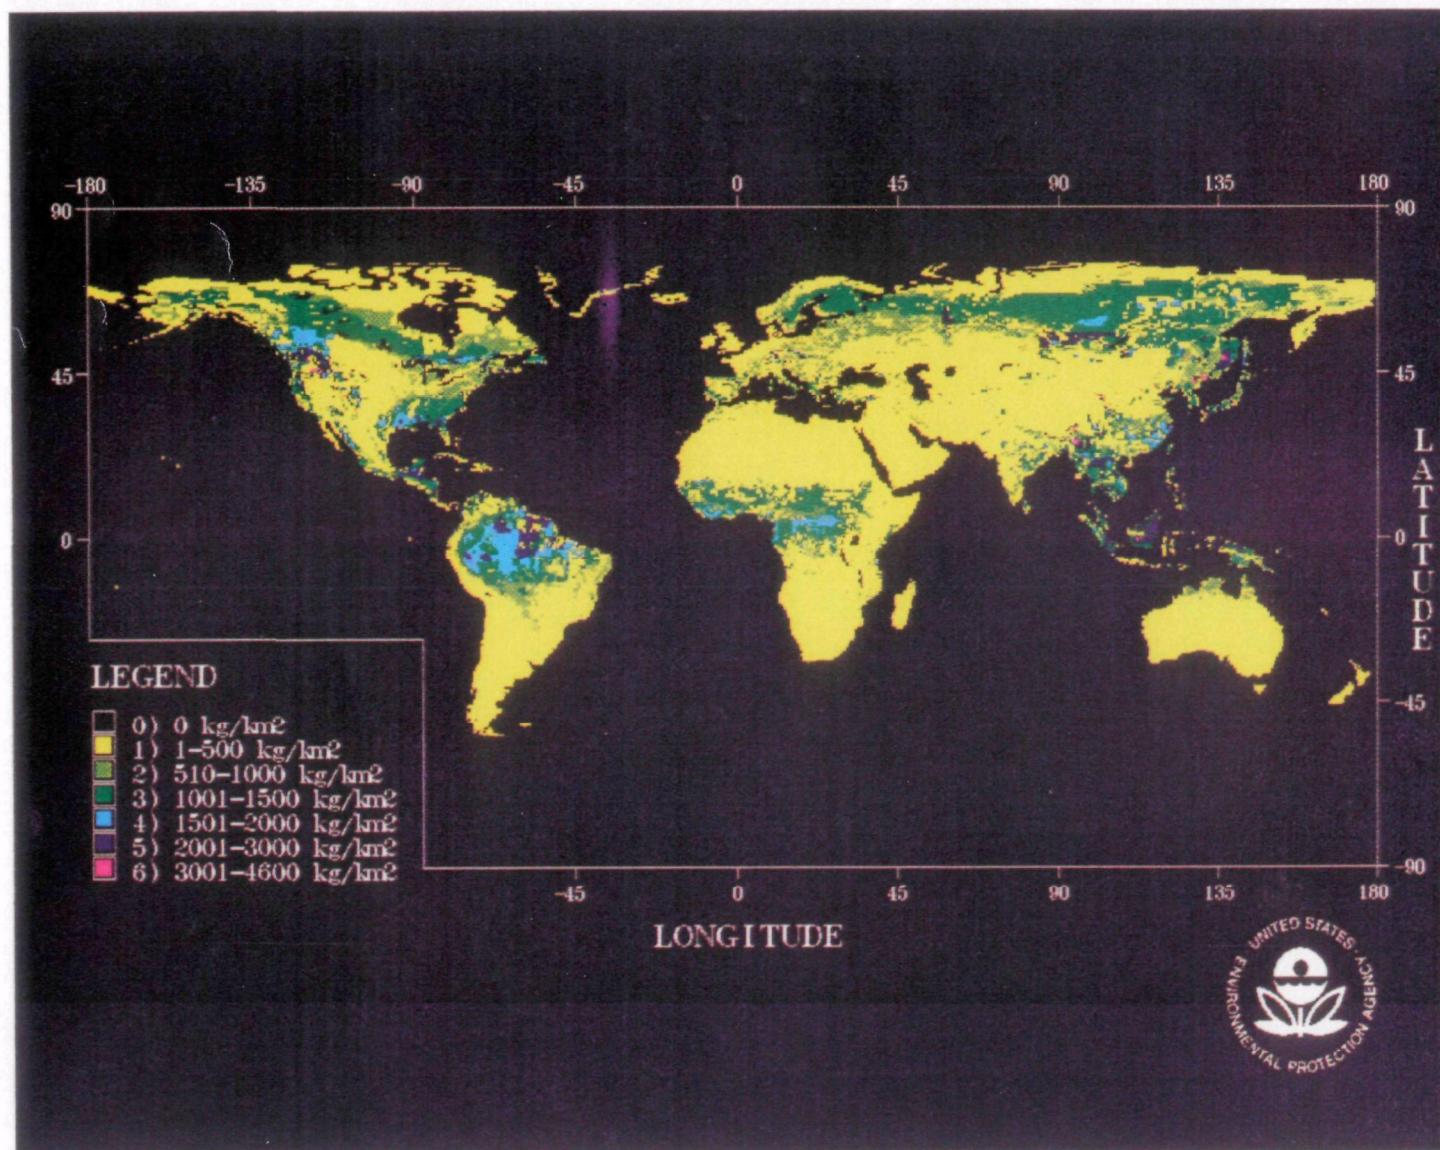 -180 -135 -90 -45 0 45 90 135 180
90 90
45 45
0 0
-45
-90
LATITUDE
LEGEND
0) 0 kg/km2
1) 1-500 kg/km2
2) 510-1000 kg/km2
3) 1001-1500 kg/km2
4) 1501-2000 kg/km2
5) 2001-3000 kg/km2
6) 3001-4600 kg/km2
-45 0 45 90 135 180
LONGITUDE
UNITED STATES
ENVIRONMENTAL PROTECTION AGENCY